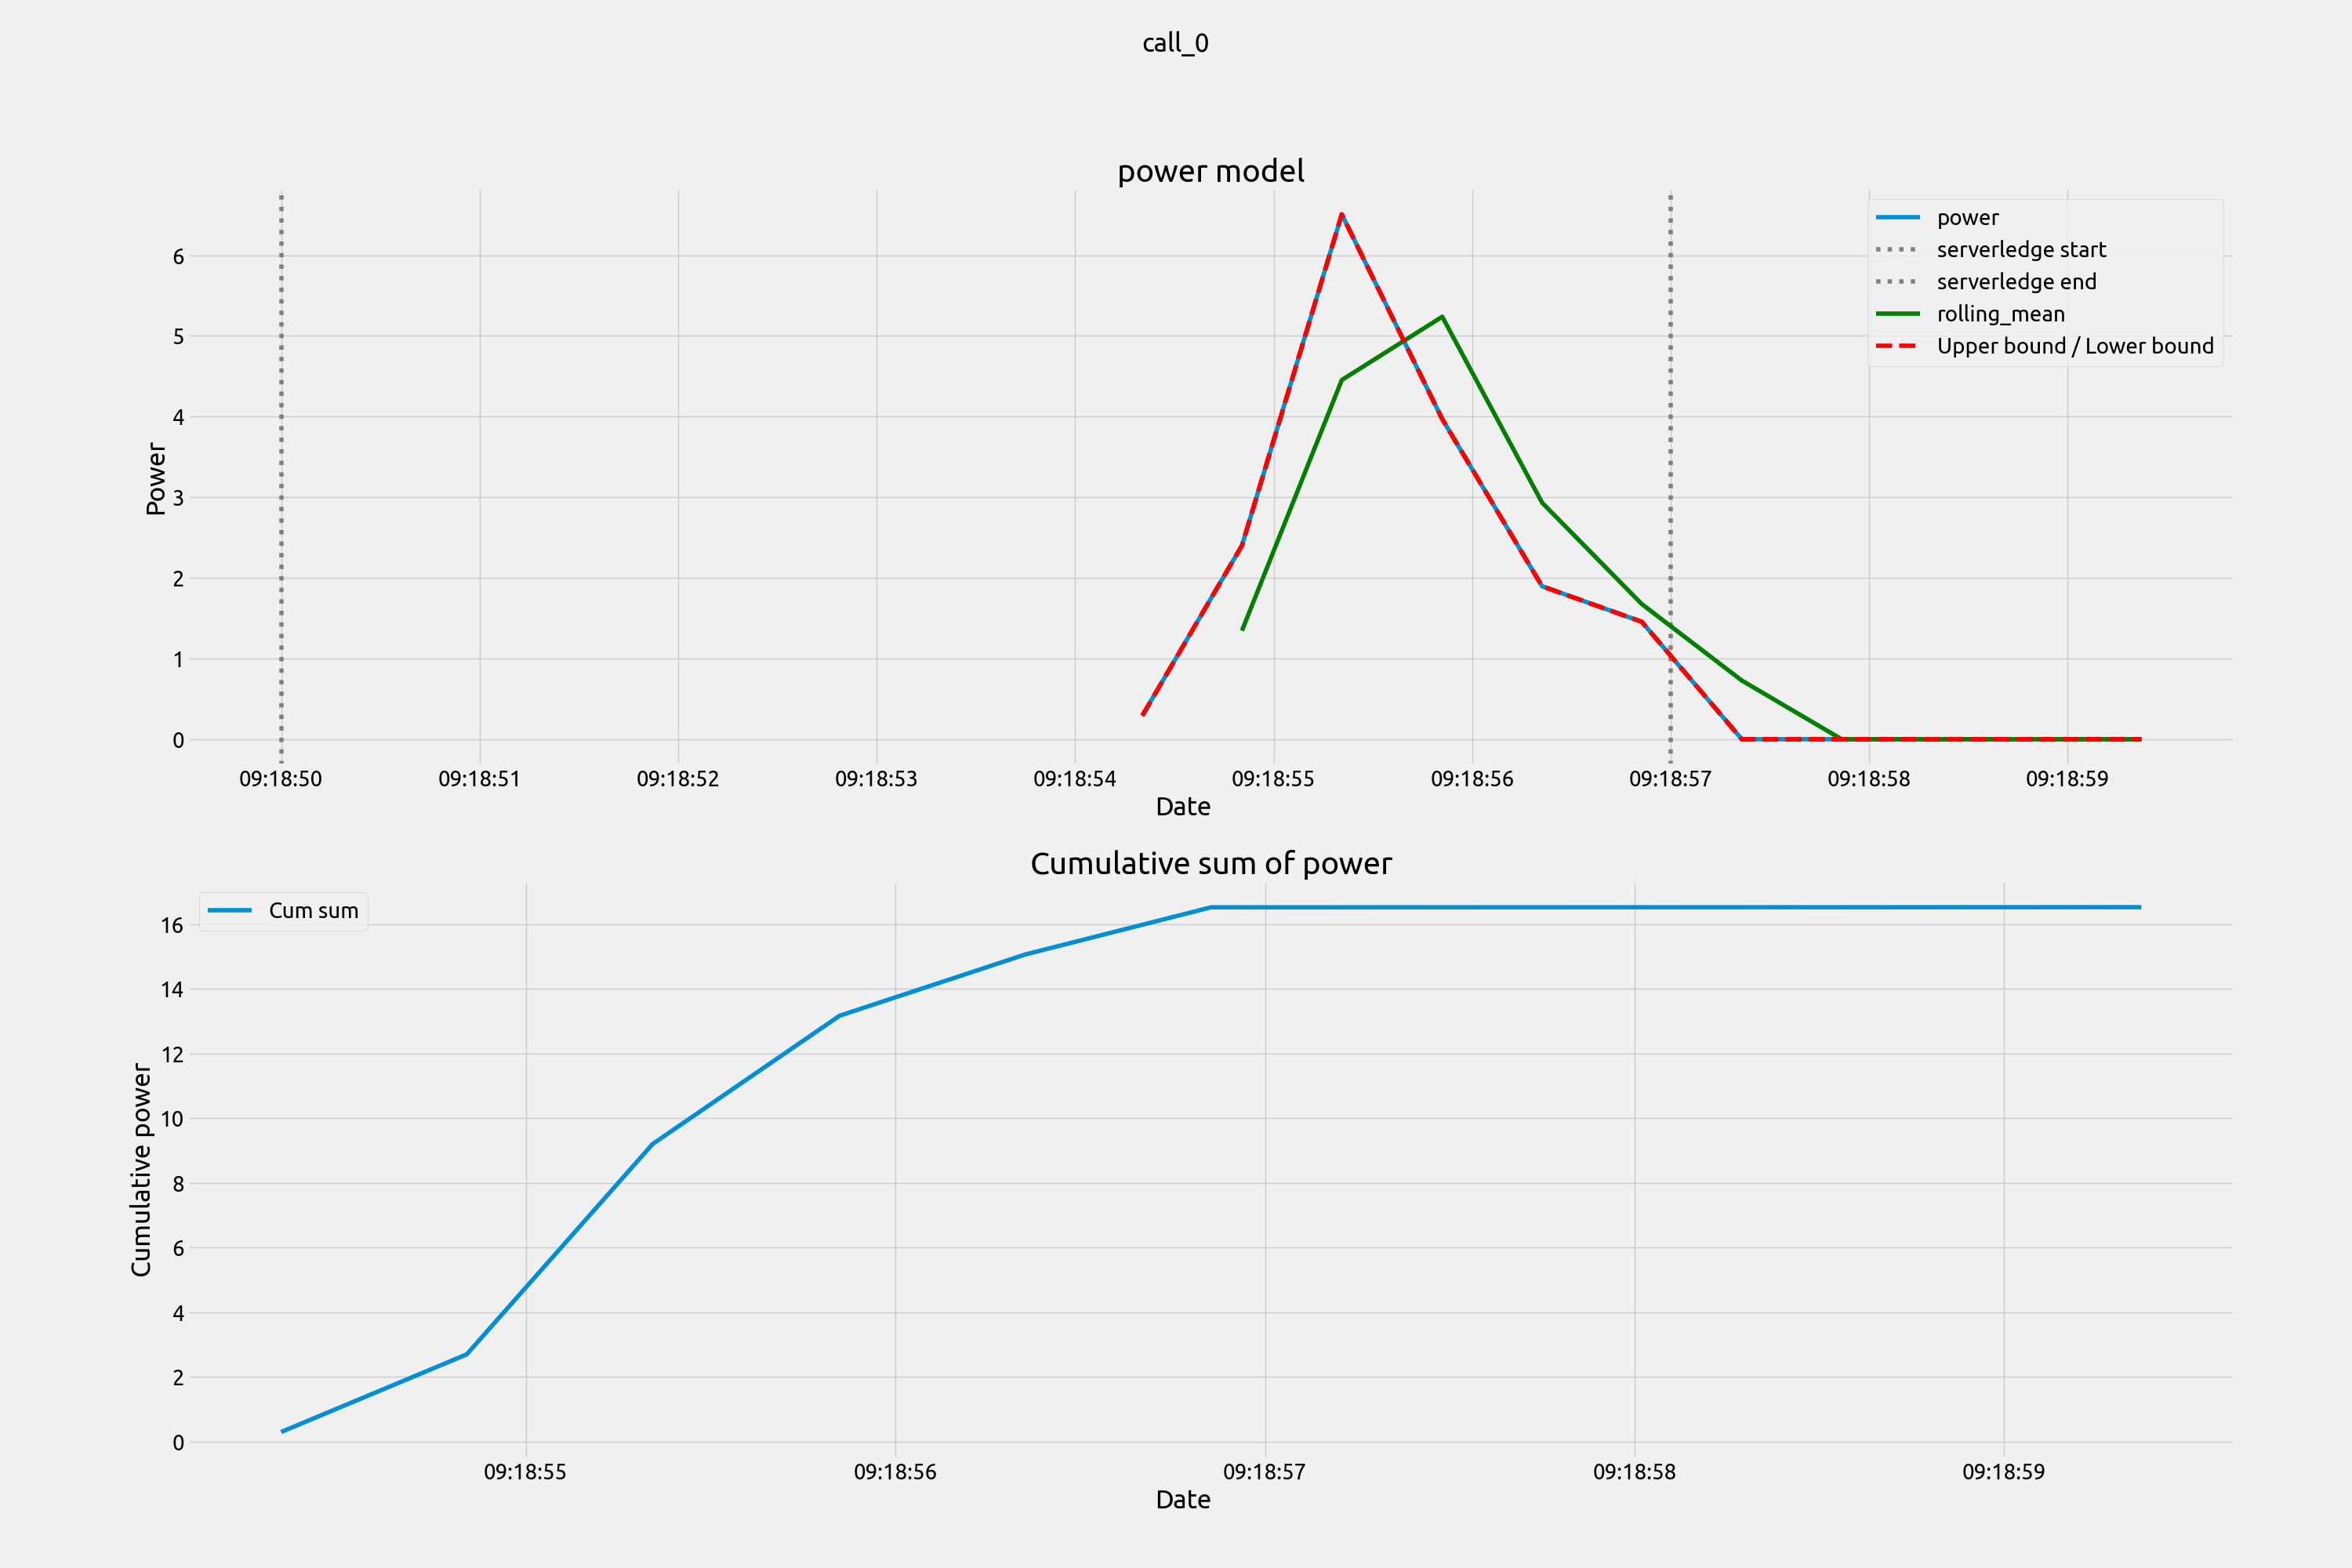 call_0
power model
power
serverledge start
serverledge end
rolling_mean
Upper bound / Lower bound
Power
6
5
4
3
2
1
0
09:18:50 09:18:51 09:18:52 09:18:53 09:18:54 09:18:55 09:18:56 09:18:57 09:18:58 09:18:59
Date
Cumulative sum of power
Cum sum
Cumulative power
16
14
12
10
8
6
4
2
0
09:18:55 09:18:56 09:18:57 09:18:58 09:18:59
Date